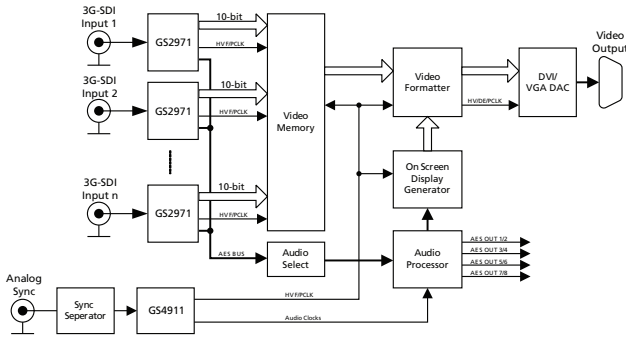 3G-SDI
Input 1
GS2971
10-bit
HVF/PCLK
3G-SDI
Input 2
GS2971
10-bit
HVF/PCLK
3G-SDI
Input n
GS2971
10-bit
HVF/PCLK
AES BUS
Video
Memory
Audio
Select
Video
Formatter
HV/DE/PCLK
DVI/
VGA DAC
Video
Output
On Screen
Display
Generator
Audio
Processor
AES OUT 1/2
AES OUT 3/4
AES OUT 5/6
AES OUT 7/8
Analog
Sync
Sync
Seperator
GS4911
HVF/PCLK
Audio Clocks